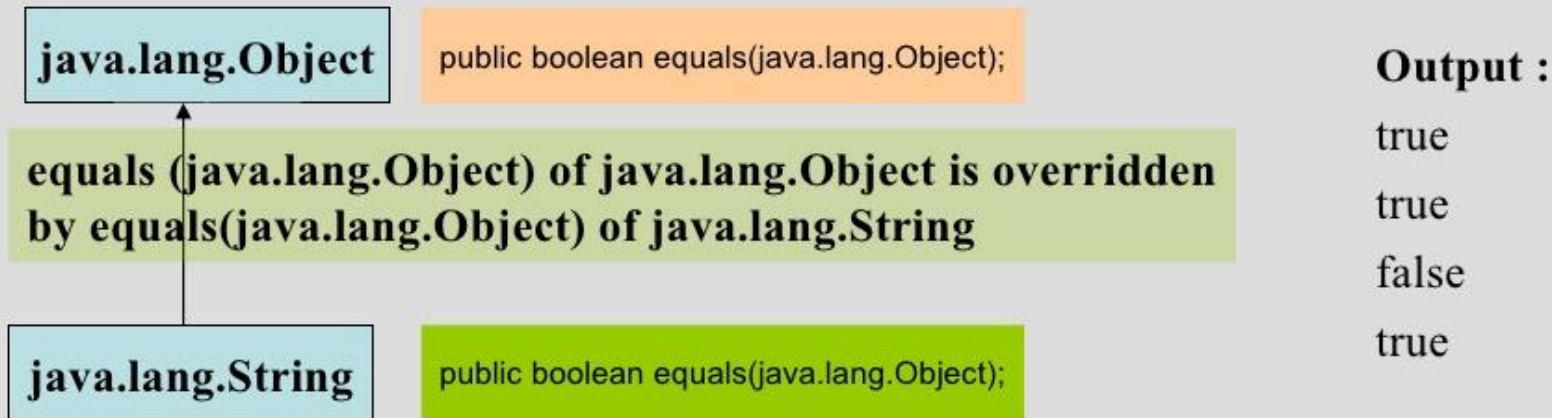 java.lang.Object
public boolean equals(java.lang.Object);
equals (java.lang.Object) of java.lang.Object is overridden
by equals(java.lang.Object) of java.lang.String
java.lang.String
public boolean equals(java.lang.Object);
Output :
true
true
false
true